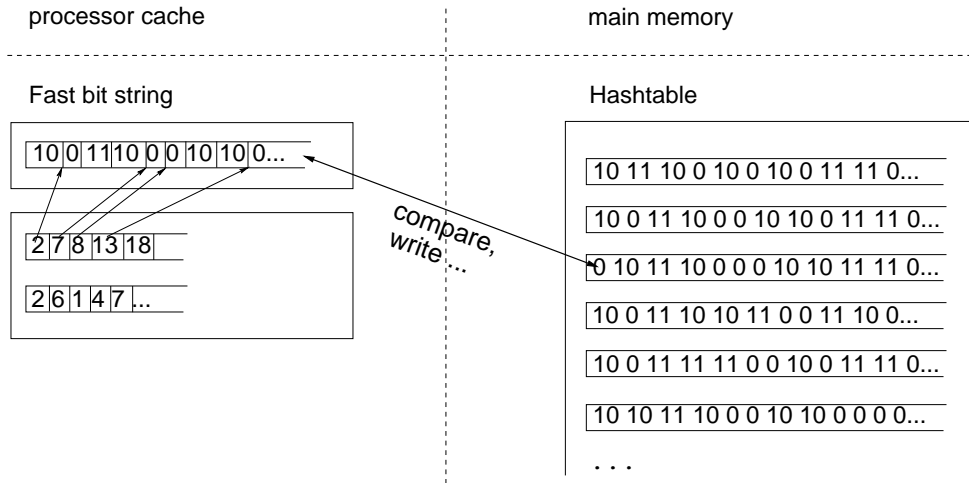 processor cache
main memory
Fast bit string
10 0 11 10 0 0 10 10 0...
2 7 8 13 18
2 6 1 4 7 ...
compare,
write ...
Hashtable
10 11 10 0 10 0 10 0 11 11 0...
10 0 11 10 0 0 10 10 0 11 11 0...
0 10 11 10 0 0 0 10 10 11 11 0...
10 0 11 10 10 11 0 0 11 10 0...
10 0 11 11 11 0 0 10 0 11 11 0...
10 10 11 10 0 0 10 10 0 0 0 0...
. . .